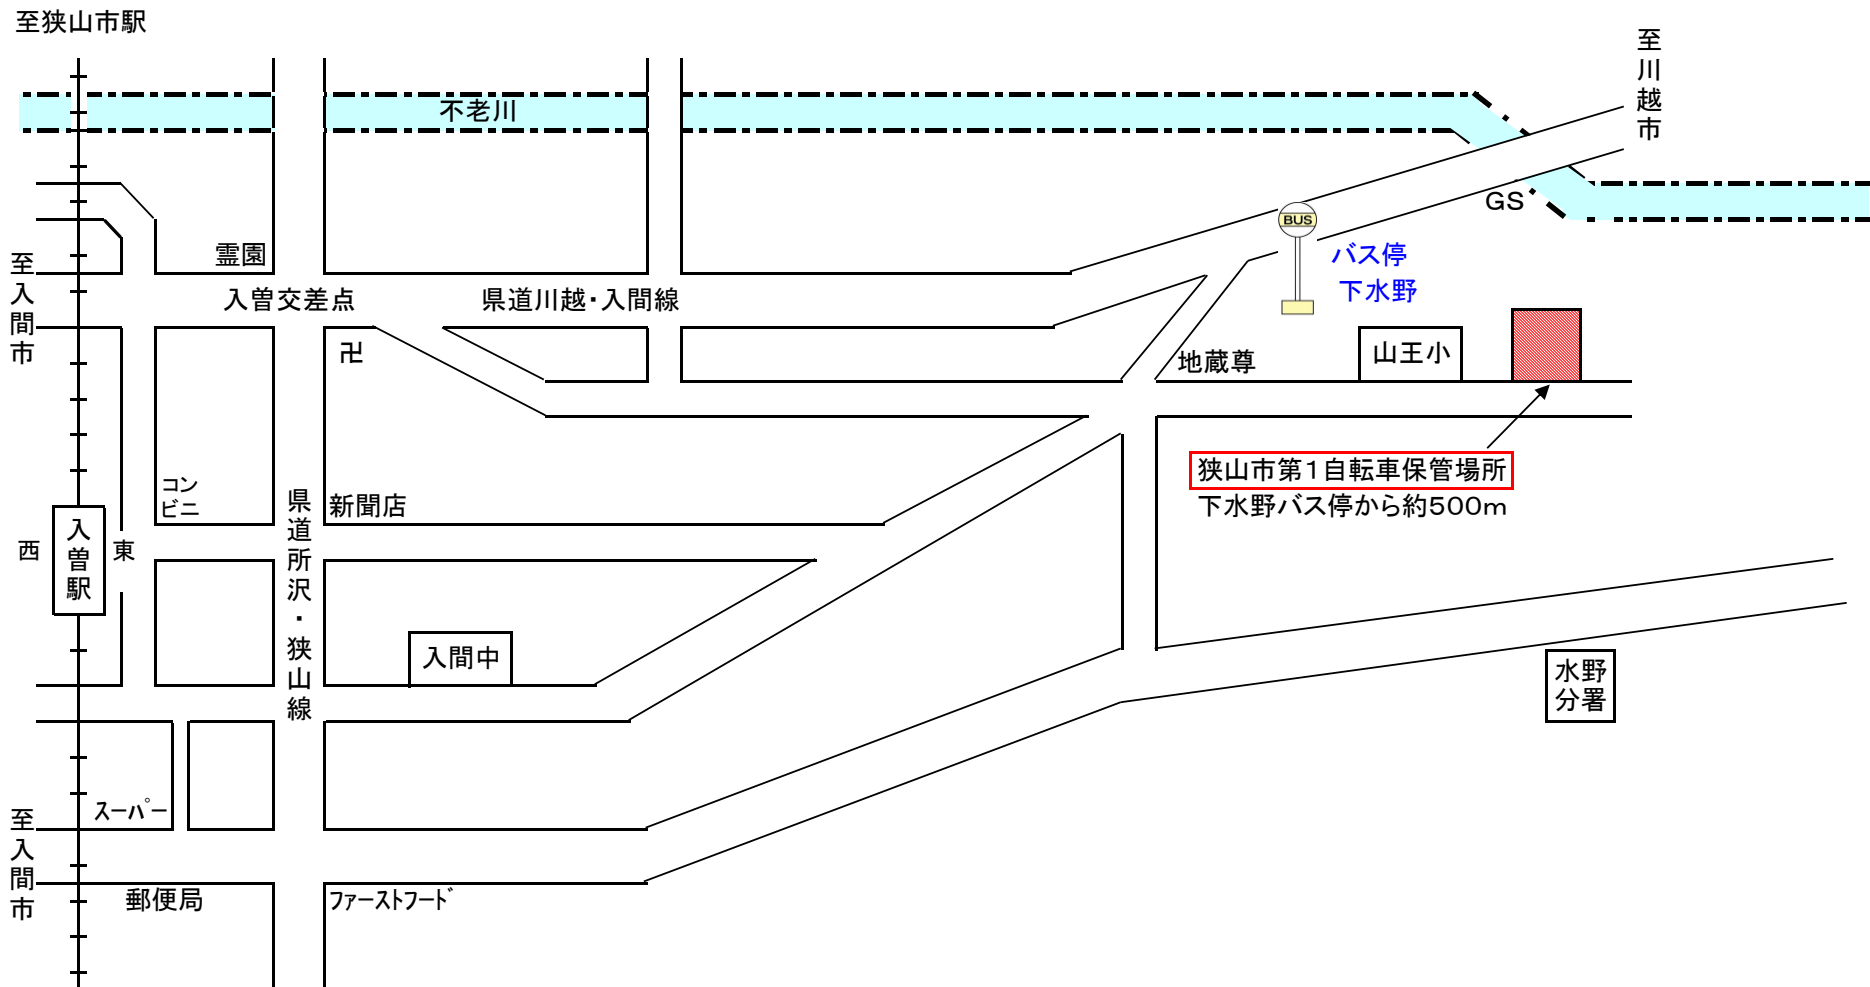 至狭山市駅
至川越市
不老川
GS
BUS
バス停
下水野
霊園
至入間市
入曽交差点
県道川越・入間線
卍
地蔵尊
山王小
狭山市第1自転車保管場所
下水野バス停から約500m
コン
ビニ
新聞店
県道所沢・狭山線
西
入曽駅
東
入間中
水野
分署
スーパー
至入間市
郵便局
ファーストフード